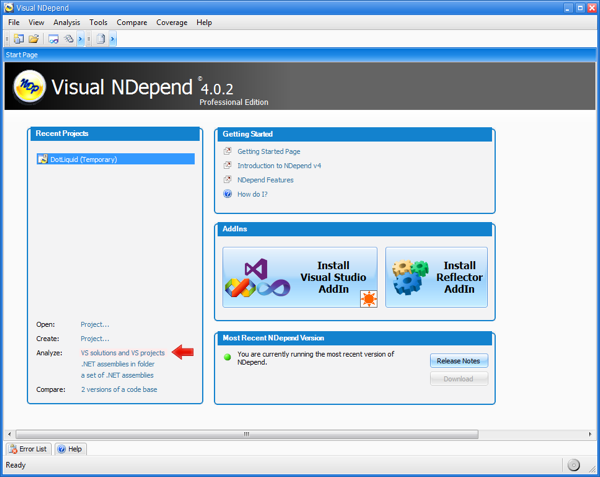 Visual NDepend
File View Analysis Tools Compare Coverage Help
Start Page
NDp
Visual NDepend © 4.0.2
Professional Edition
Recent Projects
DotLiquid (Temporary)
Open: Project...
Create: Project...
Analyze: VS solutions and VS projects
.NET assemblies in folder
a set of .NET assemblies
Compare: 2 versions of a code base
Getting Started
Getting Started Page
Introduction to NDepend v4
NDepend Features
How do I?
AddIns
Install
Visual Studio
AddIn
Install
Reflector
AddIn
Most Recent NDepend Version
You are currently running the most recent version of
NDepend.
Release Notes
Download
Error List Help
Ready